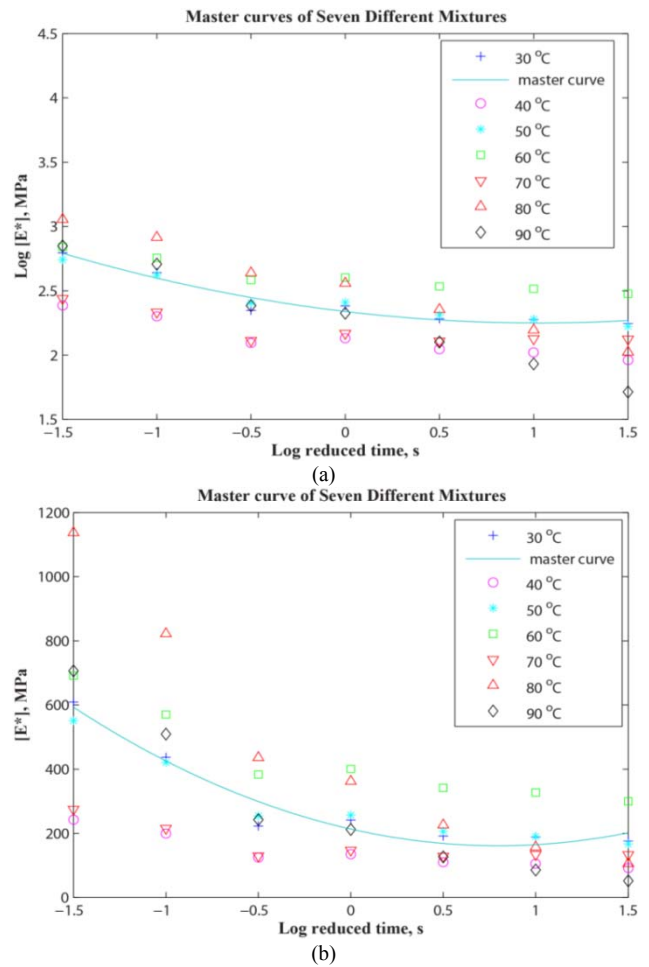 Master curves of Seven Different Mixtures
4.5
4
3.5
3
2.5
2
1.5
Log [E*], MPa
30 °C
master curve
40 °C
50 °C
60 °C
70 °C
80 °C
90 °C
−1.5 −1 −0.5 0 0.5 1 1.5
Log reduced time, s
(a)
Master curve of Seven Different Mixtures
1200
1000
800
600
400
200
0
[E*], MPa
30 °C
master curve
40 °C
50 °C
60 °C
70 °C
80 °C
90 °C
−1.5 −1 −0.5 0 0.5 1 1.5
Log reduced time, s
(b)